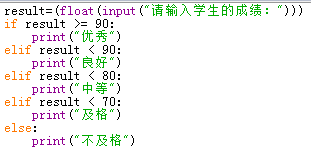 result=(float(input("请输入学生的成绩：")))
if result >= 90:
    print("优秀")
elif result < 90:
    print("良好")
elif result < 80:
    print("中等")
elif result < 70:
    print("及格")
else:
    print("不及格")